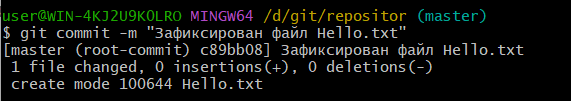 user@WIN-4KJ2U9K0LRO MINGW64 /d/git/repositor (master)
$ git commit -m "Зафиксирован файл Hello.txt"
[master (root-commit) c89bb08] Зафиксирован файл Hello.txt
 1 file changed, 0 insertions(+), 0 deletions(-)
 create mode 100644 Hello.txt